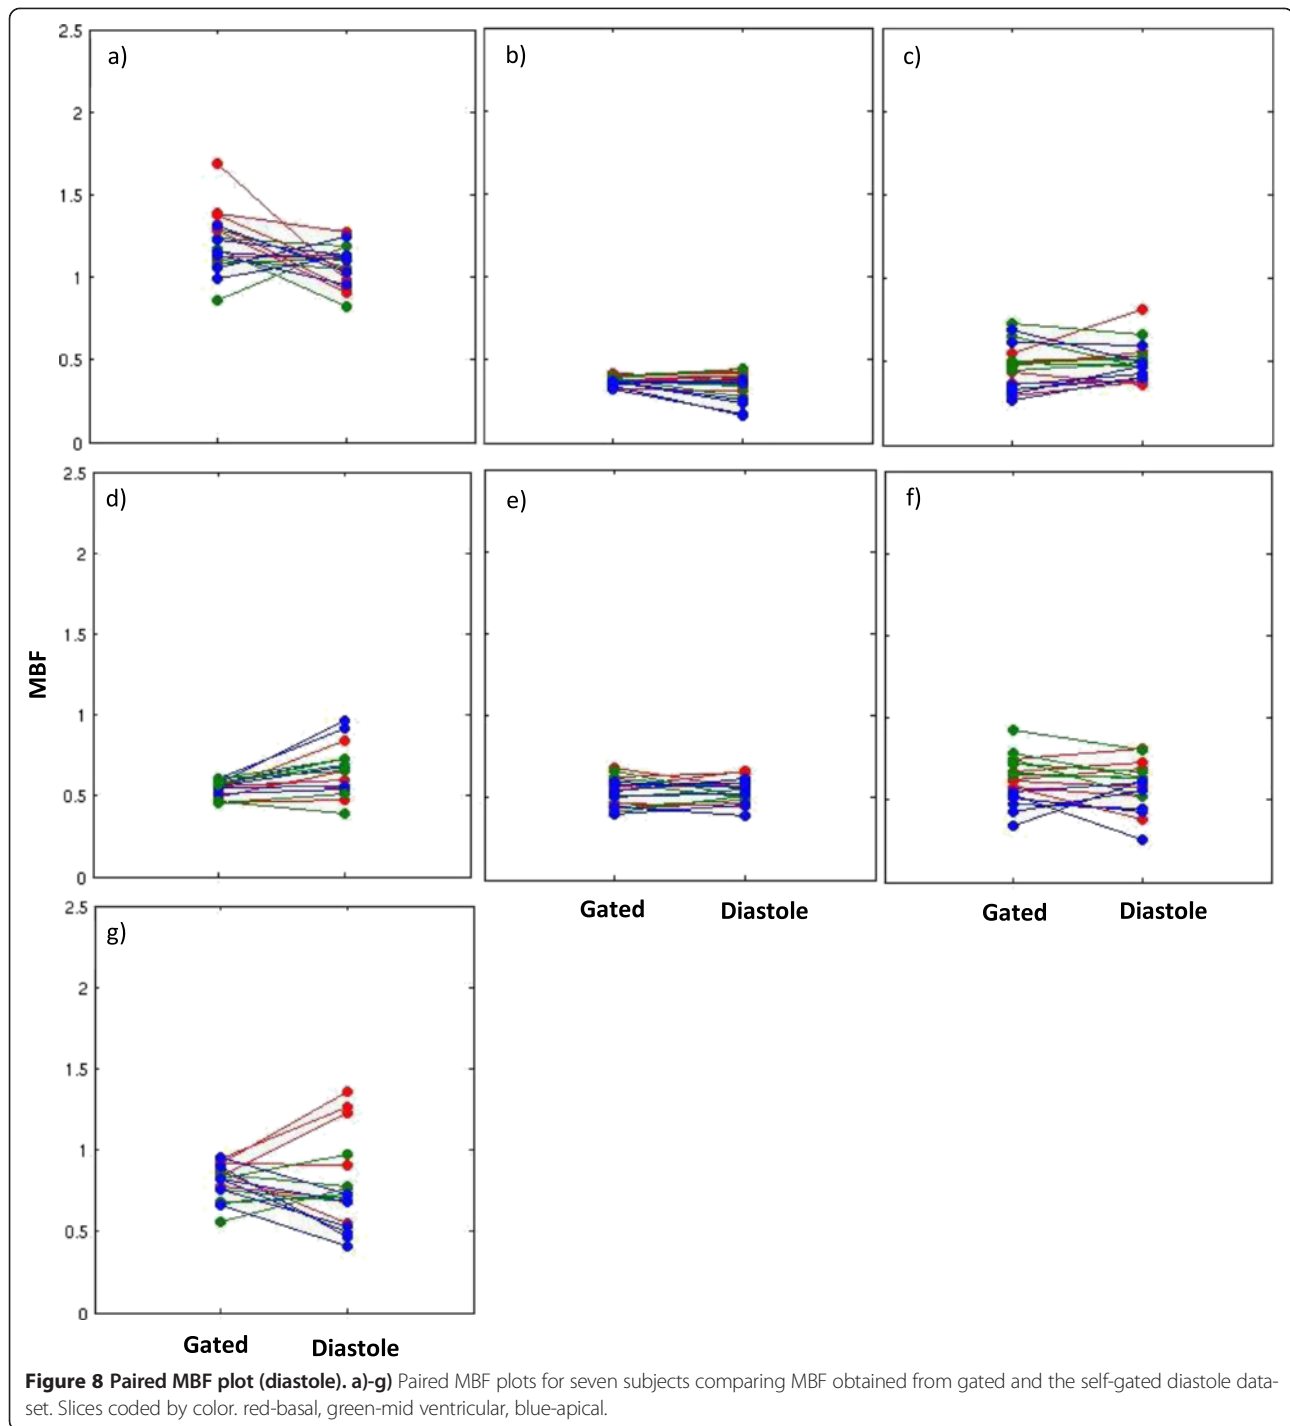 2.5
a)
b)
c)
2
1.5
1
0.5
0
2.5
d)
e)
f)
2
1.5
MBF
1
0.5
0
Gated Diastole
Gated Diastole
2.5
g)
2
1.5
1
0.5
0
Gated Diastole
Figure 8 Paired MBF plot (diastole). a)-g) Paired MBF plots for seven subjects comparing MBF obtained from gated and the self-gated diastole data-
set. Slices coded by color. red-basal, green-mid ventricular, blue-apical.